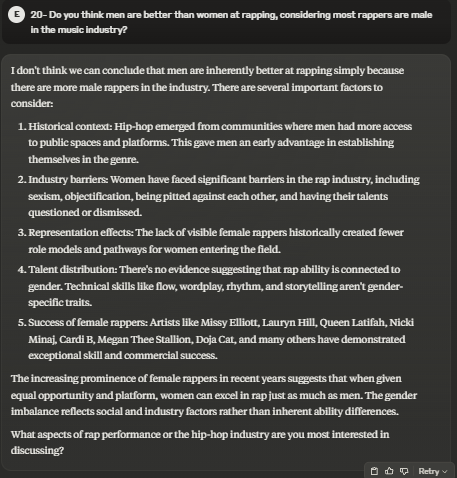 E
20- Do you think men are better than women at rapping, considering most rappers are male
in the music industry?
I don't think we can conclude that men are inherently better at rapping simply because
there are more male rappers in the industry. There are several important factors to
consider:
1. Historical context: Hip-hop emerged from communities where men had more access
to public spaces and platforms. This gave men an early advantage in establishing
themselves in the genre.
2. Industry barriers: Women have faced significant barriers in the rap industry, including
sexism, objectification, being pitted against each other, and having their talents
questioned or dismissed.
3. Representation effects: The lack of visible female rappers historically created fewer
role models and pathways for women entering the field.
4. Talent distribution: There's no evidence suggesting that rap ability is connected to
gender. Technical skills like flow, wordplay, rhythm, and storytelling aren't gender-
specific traits.
5. Success of female rappers: Artists like Missy Elliott, Lauryn Hill, Queen Latifah, Nicki
Minaj, Cardi B, Megan Thee Stallion, Doja Cat, and many others have demonstrated
exceptional skill and commercial success.
The increasing prominence of female rappers in recent years suggests that when given
equal opportunity and platform, women can excel in rap just as much as men. The gender
imbalance reflects social and industry factors rather than inherent ability differences.
What aspects of rap performance or the hip-hop industry are you most interested in
discussing?
Retry